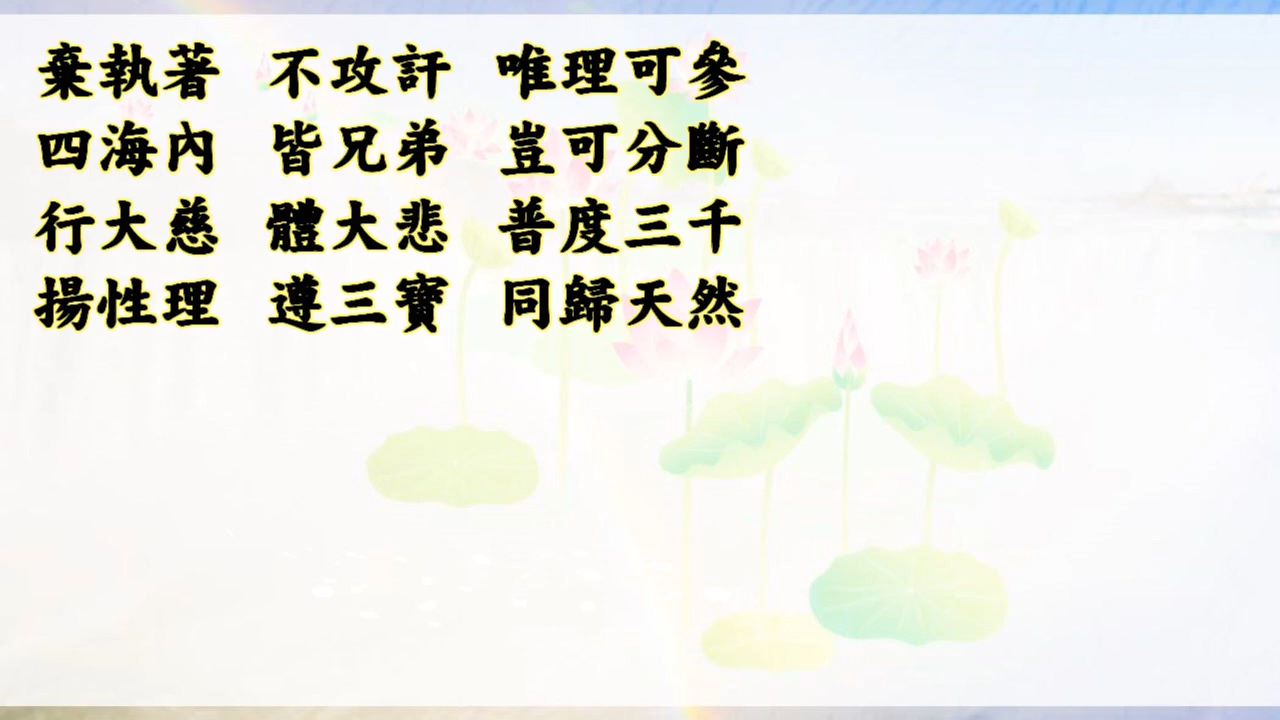 棄執著 不攻訐 唯理可參
四海內 皆兄弟 豈可分斷
行大慈 體大悲 普度三千
揚性理 遵三寶 同歸天然